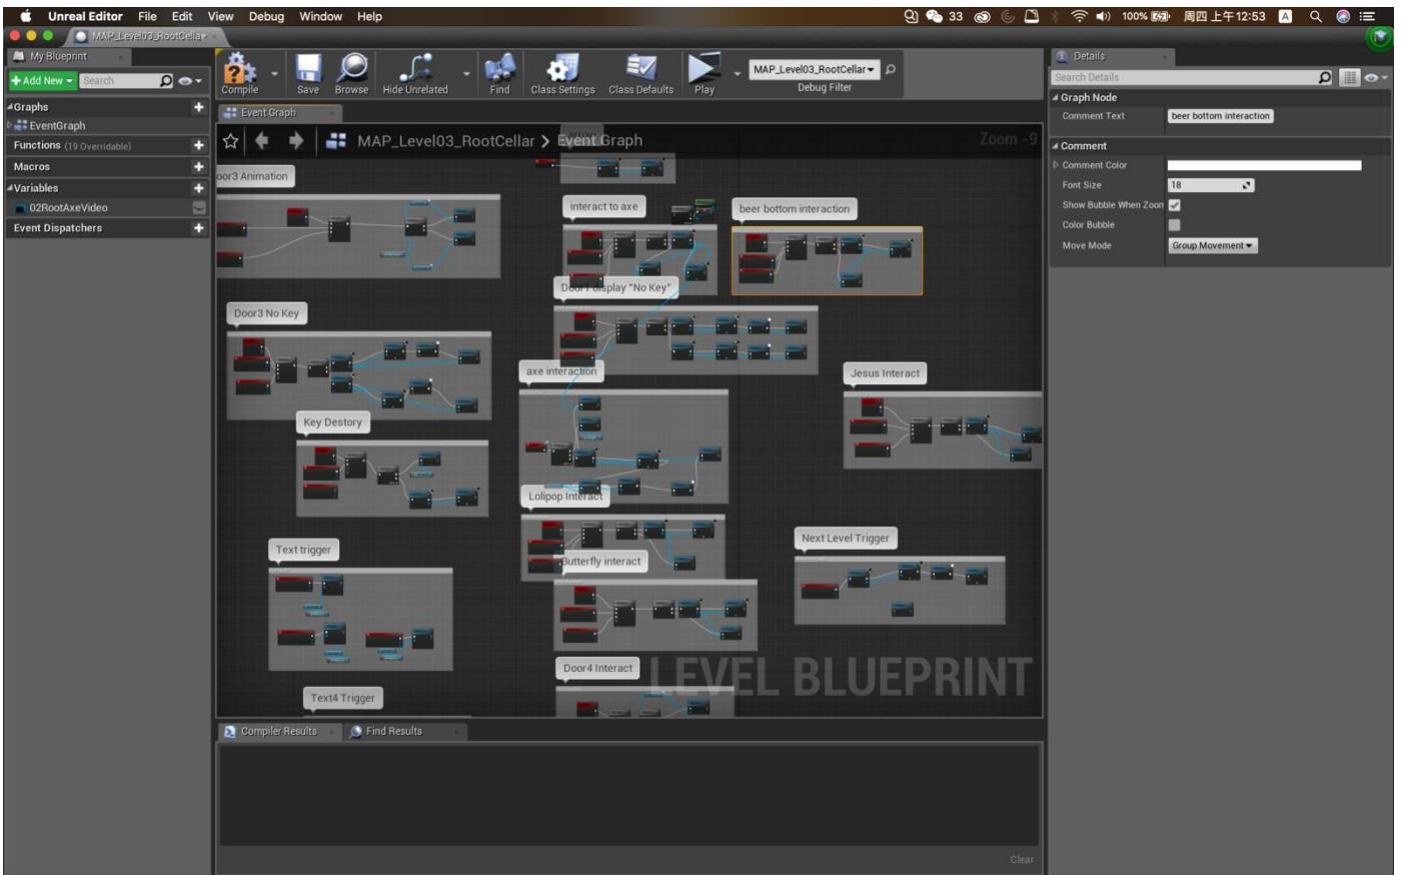 Unreal Editor File Edit View Debug Window Help
33 100% 周四上午12:53 A
MAP_Level03_RootCellar
My Blueprint
+ Add New Search
Graphs
EventGraph
Functions (19 Overridable)
Macros
Variables
02RootAxeVideo
Event Dispatchers
Compile Save Browse Hide Unrelated Find Class Settings Class Defaults Play
MAP_Level03_RootCellar
Debug Filter
Event Graph
MAP_Level03_RootCellar > Event Graph
Zoom -9
oor3 Animation
interact to axe
beer bottom interaction
Door1 display "No Key"
Door3 No Key
axe interaction
Jesus Interact
Key Destory
Lolipop Interact
Next Level Trigger
Text trigger
Butterfly interact
Door4 Interact
LEVEL BLUEPRINT
Text4 Trigger
Compiler Results
Find Results
Clear
Details
Search Details
Graph Node
Comment Text beer bottom interaction
Comment
Comment Color
Font Size 18
Show Bubble When Zoom
Color Bubble
Move Mode Group Movement